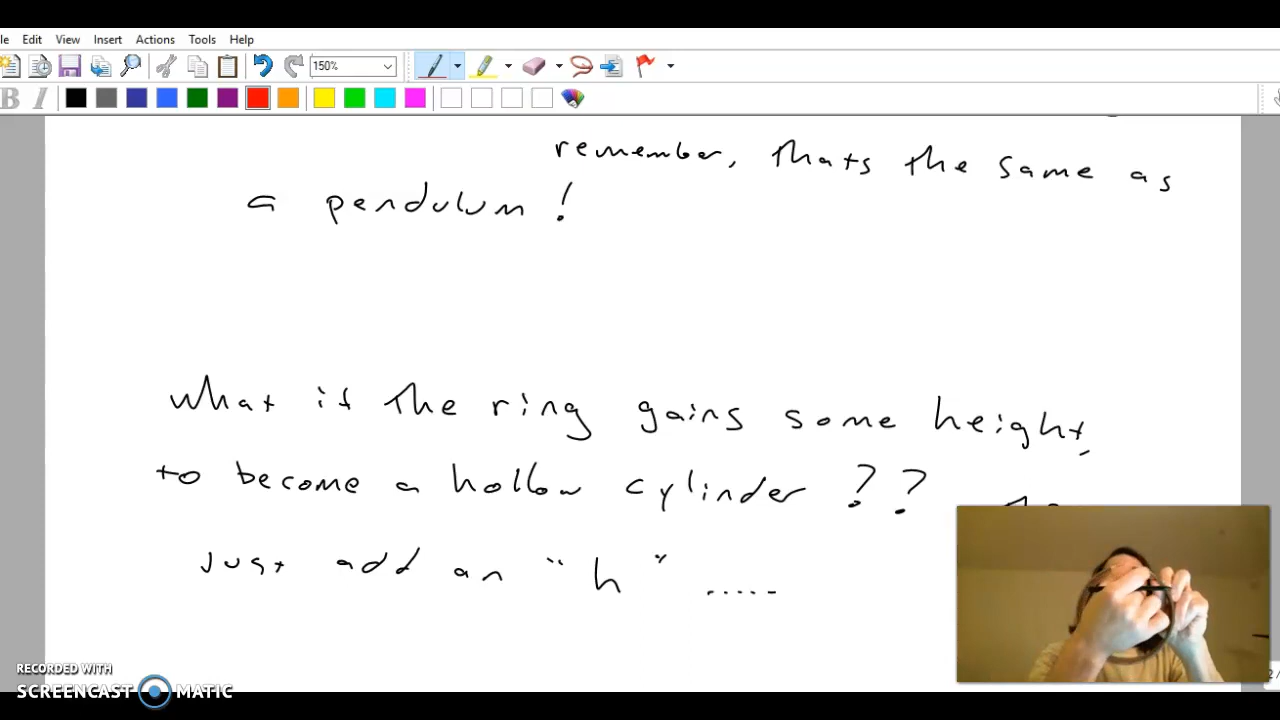 le Edit View Insert Actions Tools Help
150%
B I
remember, thats the same as
a pendulum !
what if the ring gains some height,
to become a hollow cylinder ??
just add an "h" .....
RECORDED WITH
SCREENCAST MATIC